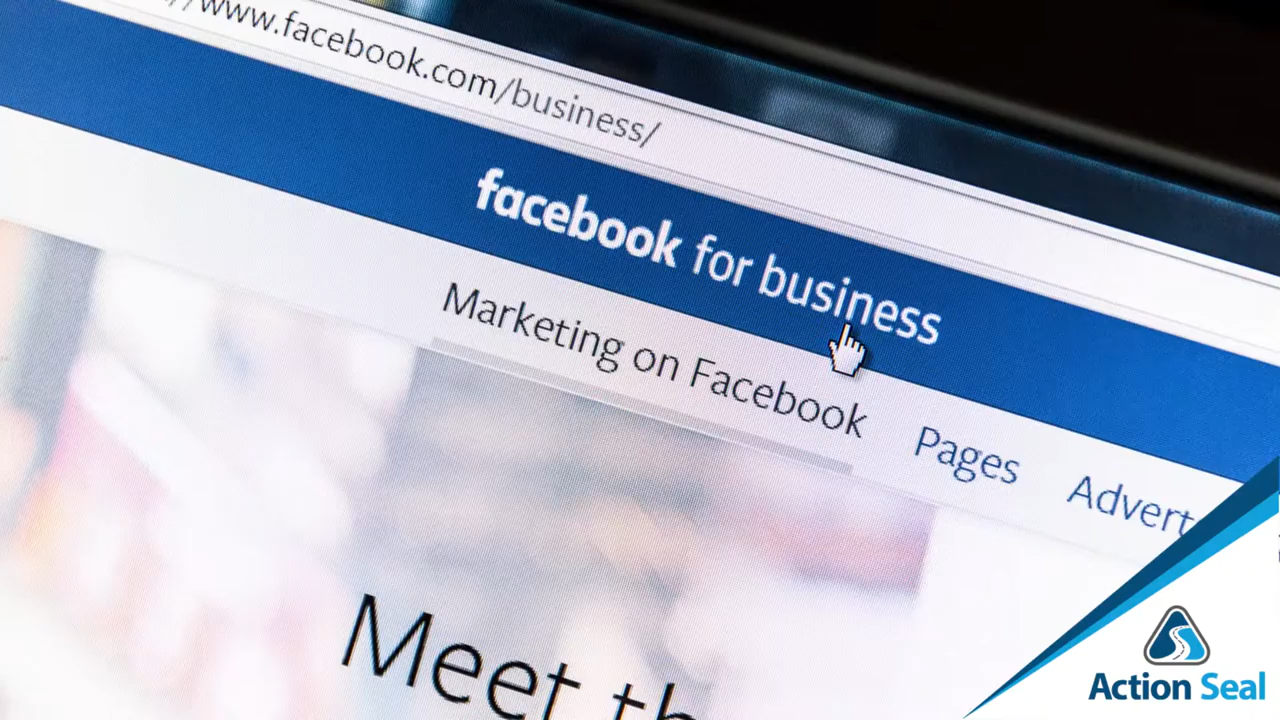 //www.facebook.com/business/
facebook for business
Marketing on Facebook Pages Advert
Meet th
Action Seal